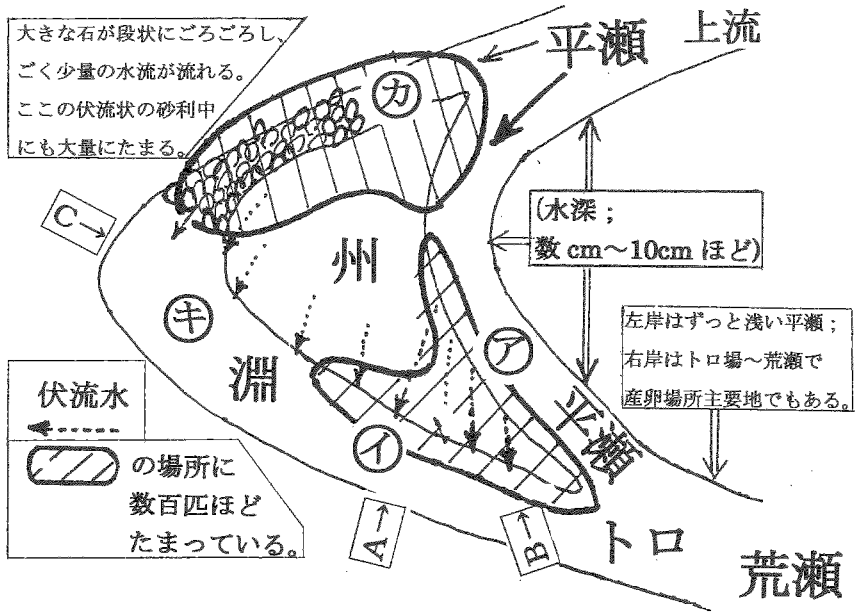 大きな石が段状にごろごろし、
ごく少量の水流が流れる。
ここの伏流状の砂利中
にも大量にたまる。
平瀬
上流
カ
C→
(水深;
数cm~10cmほど)
州
キ
ア
左岸はずっと浅い平瀬;
右岸はトロ場~荒瀬で
産卵場所主要地でもある。
淵
伏流水
平瀬
イ
の場所に
数百匹ほど
たまっている。
A→
B→
トロ
荒瀬